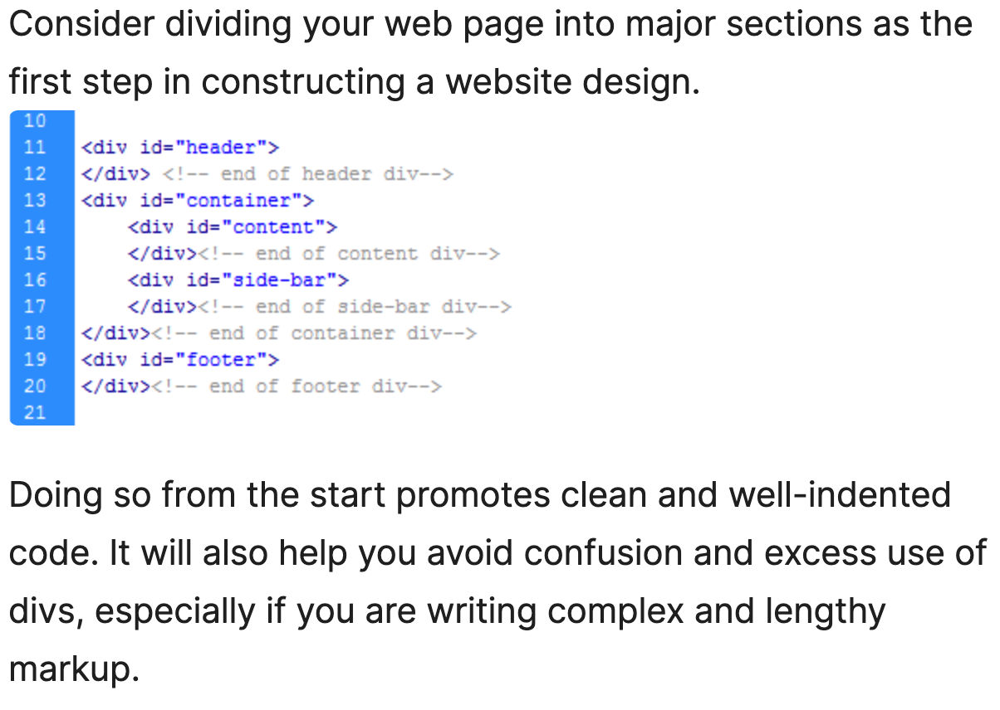 Consider dividing your web page into major sections as the
first step in constructing a website design.
10
11 <div id="header">
12 </div> <!-- end of header div-->
13 <div id="container">
14     <div id="content">
15     </div><!-- end of content div-->
16     <div id="side-bar">
17     </div><!-- end of side-bar div-->
18 </div><!-- end of container div-->
19 <div id="footer">
20 </div><!-- end of footer div-->
21
Doing so from the start promotes clean and well-indented
code. It will also help you avoid confusion and excess use of
divs, especially if you are writing complex and lengthy
markup.